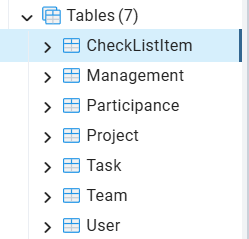 Tables (7)
CheckListItem
Management
Participance
Project
Task
Team
User